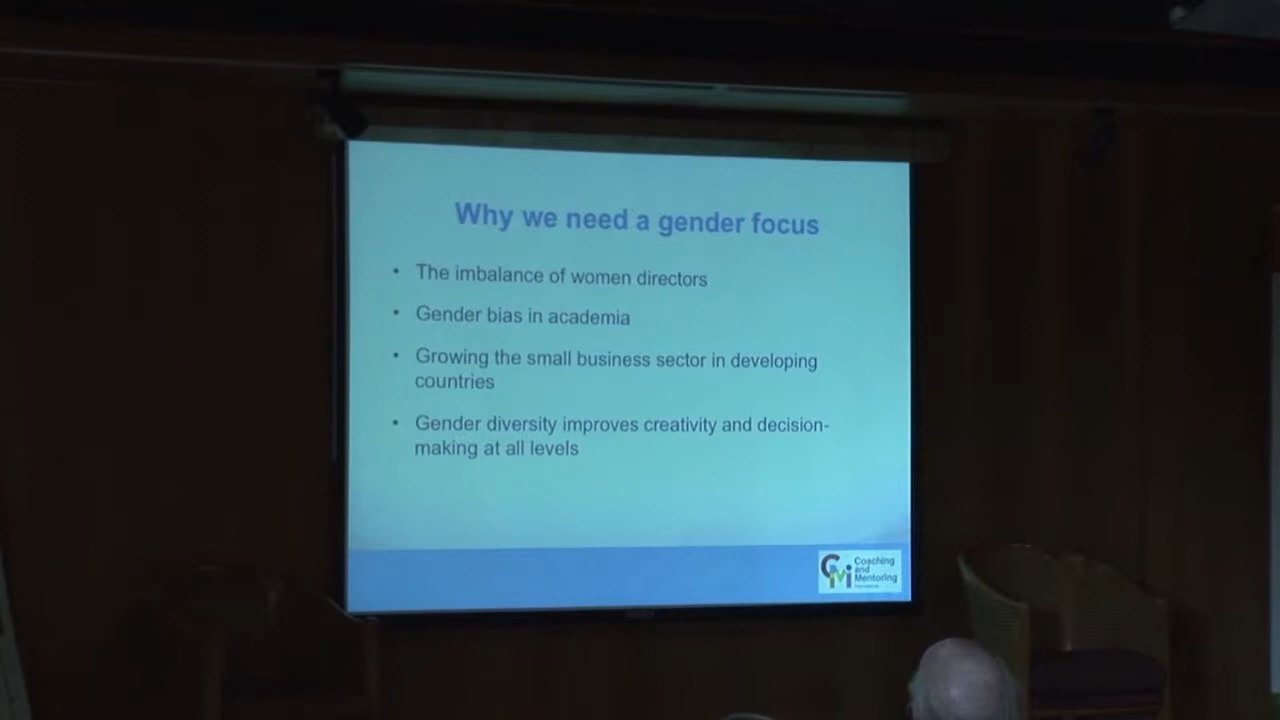 Why we need a gender focus
• The imbalance of women directors
• Gender bias in academia
• Growing the small business sector in developing
countries
• Gender diversity improves creativity and decision-
making at all levels
CMi
Coaching
and
Mentoring